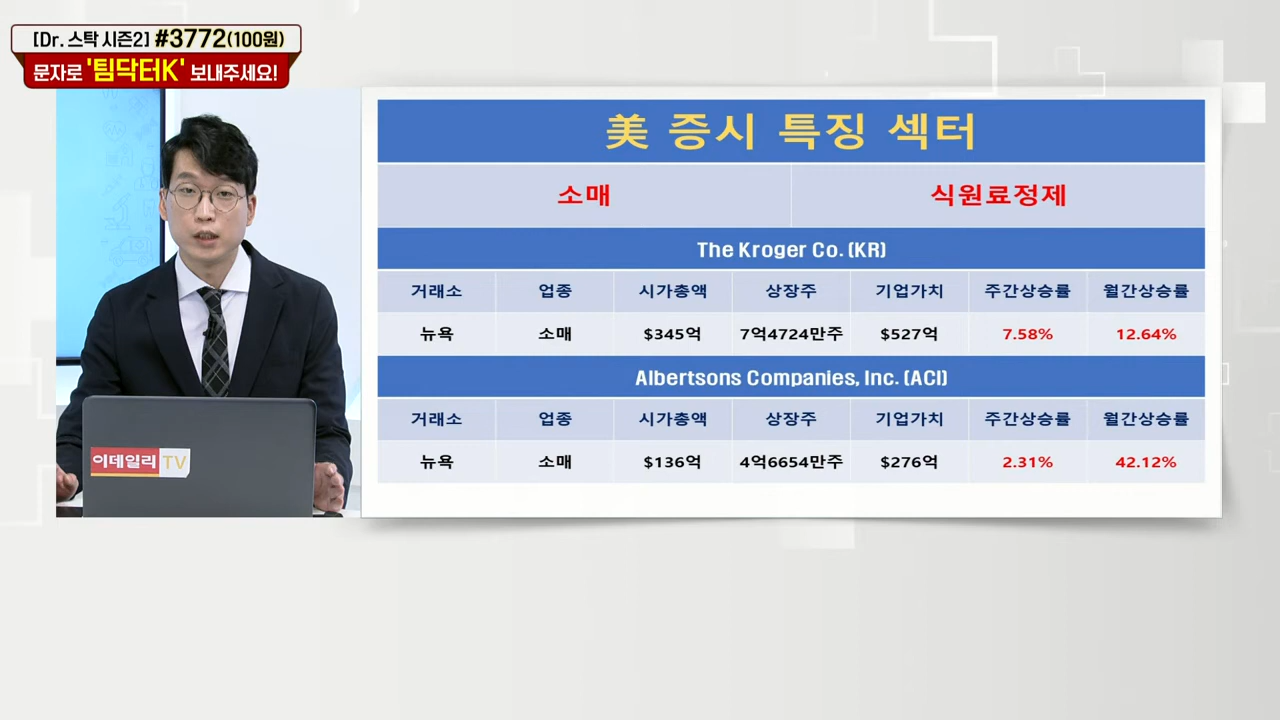 [Dr. 스탁 시즌2] #3772(100원)
문자로 '팀닥터K' 보내주세요!
美 증시 특징 섹터
소매 식원료정제
The Kroger Co. (KR)
거래소 업종 시가총액 상장주 기업가치 주간상승률 월간상승률
뉴욕 소매 $345억 7억4724만주 $527억 7.58% 12.64%
Albertsons Companies, Inc. (ACI)
거래소 업종 시가총액 상장주 기업가치 주간상승률 월간상승률
뉴욕 소매 $136억 4억6654만주 $276억 2.31% 42.12%
이데일리 TV